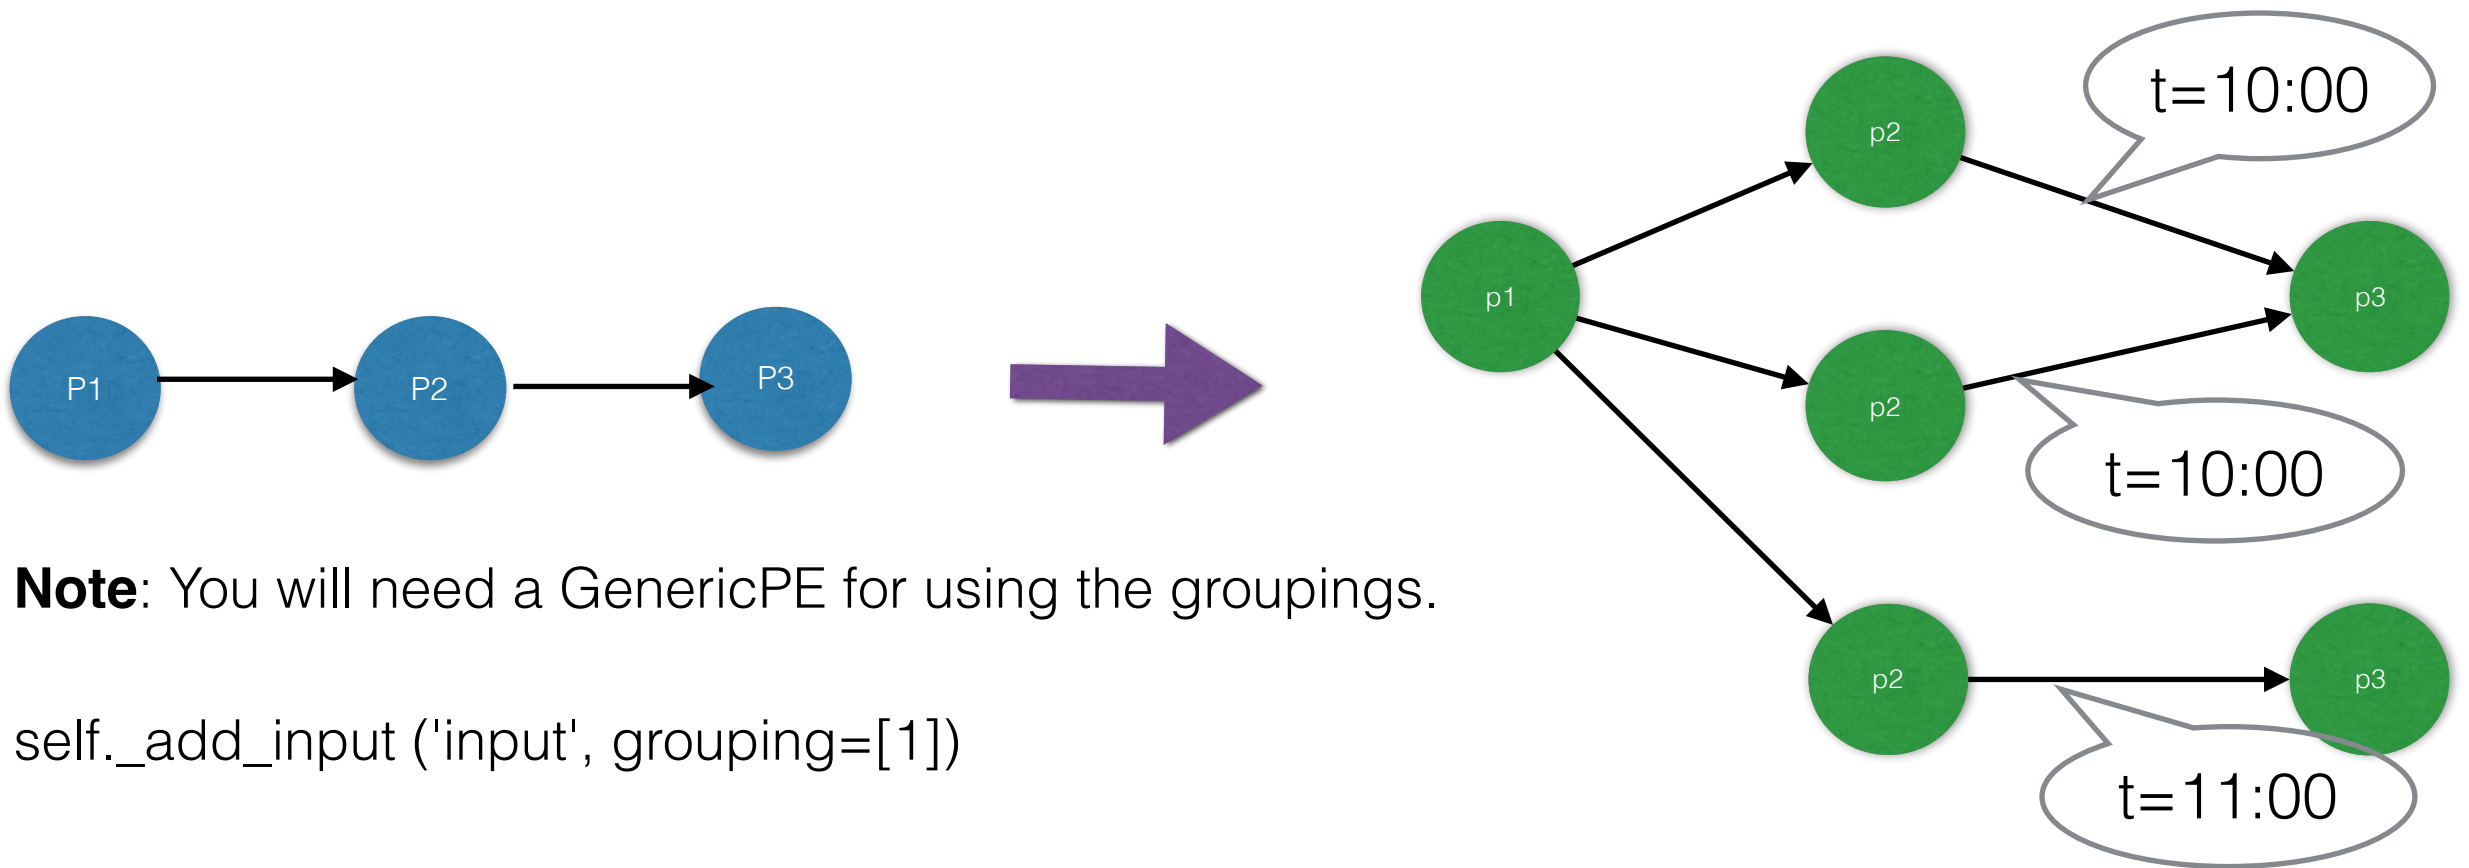 P1
P2
P3
p1
p2
p2
p2
p3
p3
t=10:00
t=10:00
t=11:00
Note: You will need a GenericPE for using the groupings.
self._add_input ('input', grouping=[1])